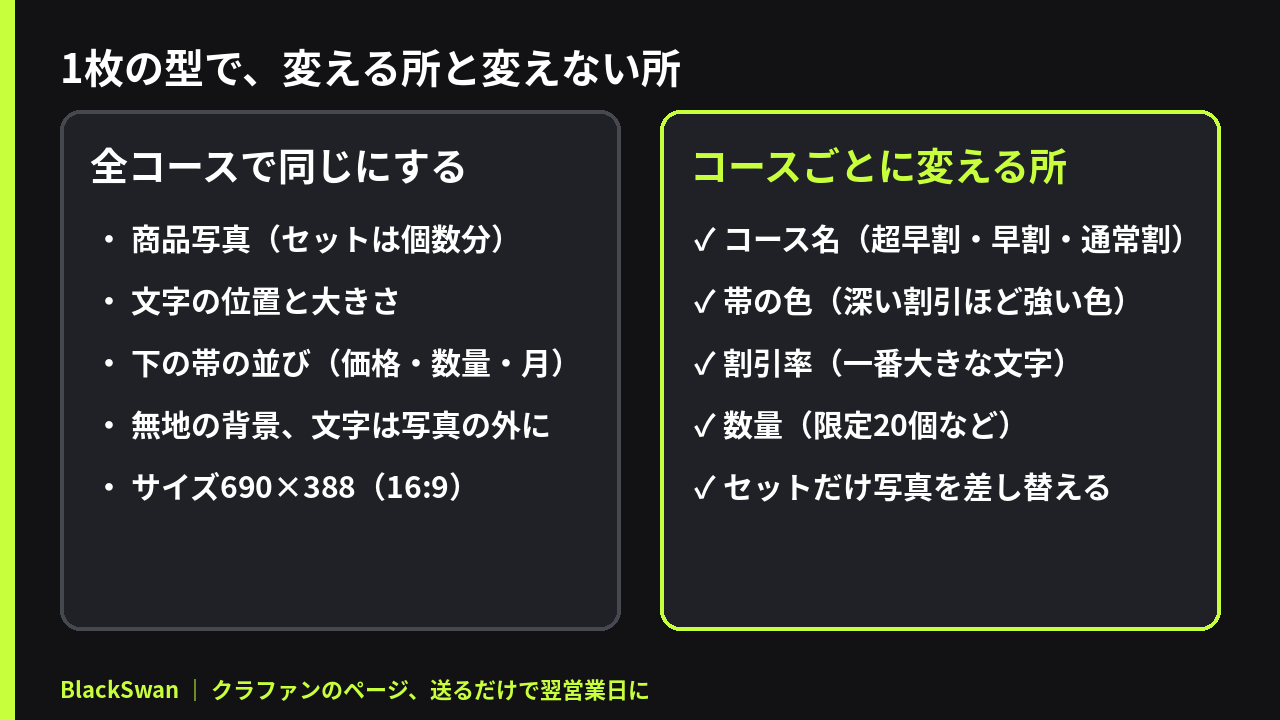 1枚の型で、変える所と変えない所
全コースで同じにする
・ 商品写真（セットは個数分）
・ 文字の位置と大きさ
・ 下の帯の並び（価格・数量・月）
・ 無地の背景、文字は写真の外に
・ サイズ690×388（16:9）
コースごとに変える所
✓ コース名（超早割・早割・通常割）
✓ 帯の色（深い割引ほど強い色）
✓ 割引率（一番大きな文字）
✓ 数量（限定20個など）
✓ セットだけ写真を差し替える
BlackSwan｜クラファンのページ、送るだけで翌営業日に